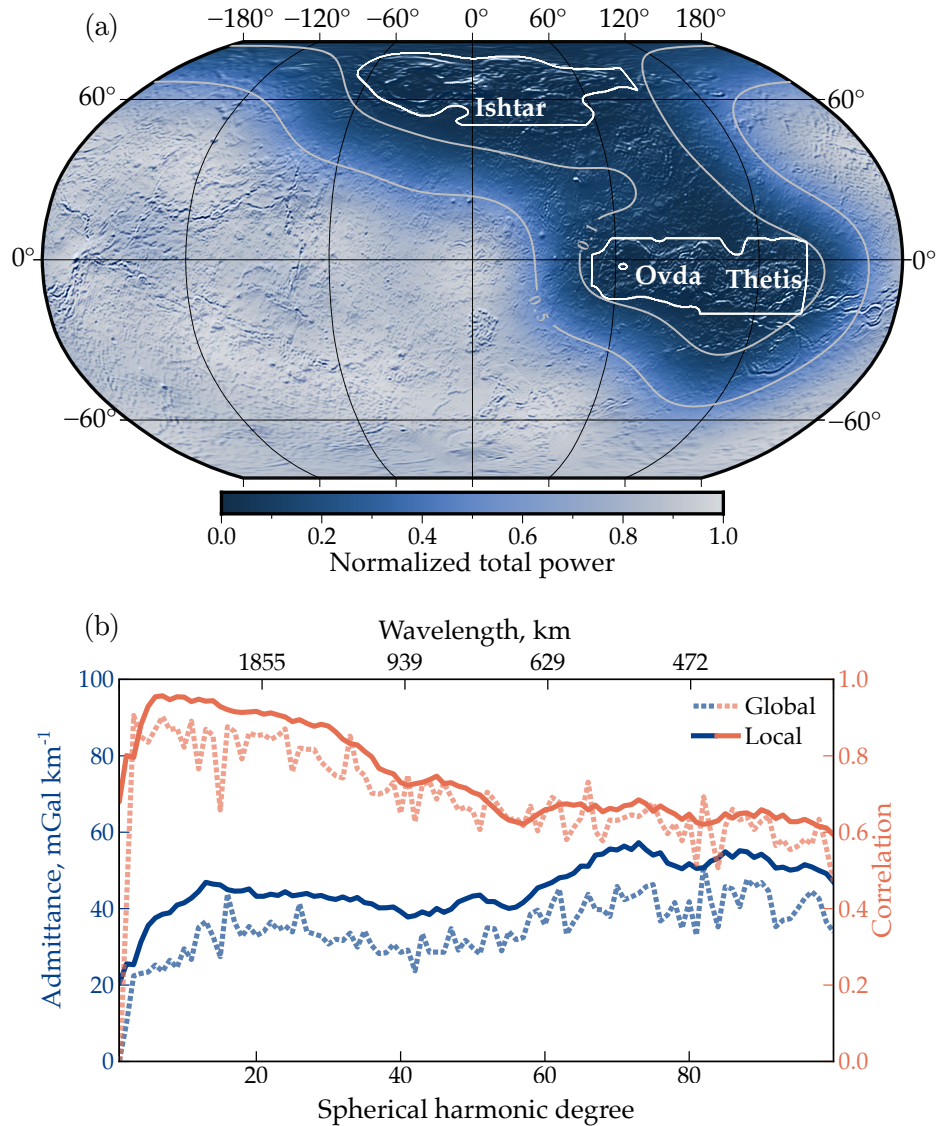 (a)
−180° −120° −60° 0° 60° 120° 180°
60° 60°
Ishtar
0.1
0° 0°
Ovda Thetis
0.5
−60° −60°
0.0 0.2 0.4 0.6 0.8 1.0
Normalized total power
(b)
Wavelength, km
1855 939 629 472
100 1.0
Global
Local
80 0.8
60 0.6
40 0.4
20 0.2
0 0.0
Admittance, mGal km-1
Correlation
20 40 60 80
Spherical harmonic degree